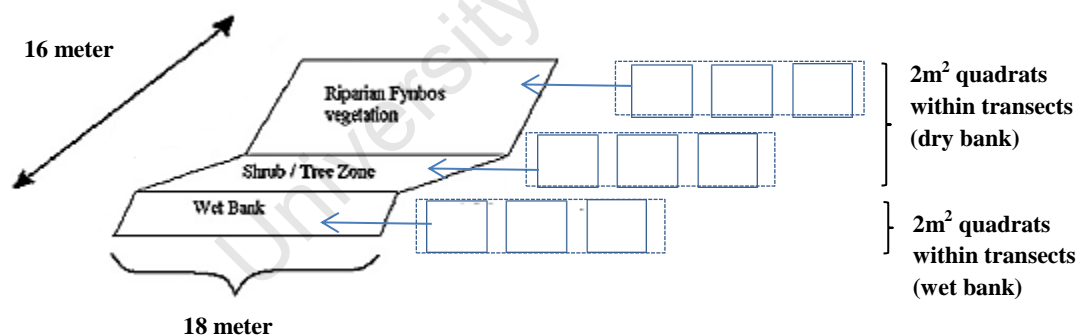 16 meter
University
Riparian Fynbos
vegetation
Shrub / Tree Zone
Wet Bank
18 meter
2m² quadrats
within transects
(dry bank)
2m² quadrats
within transects
(wet bank)